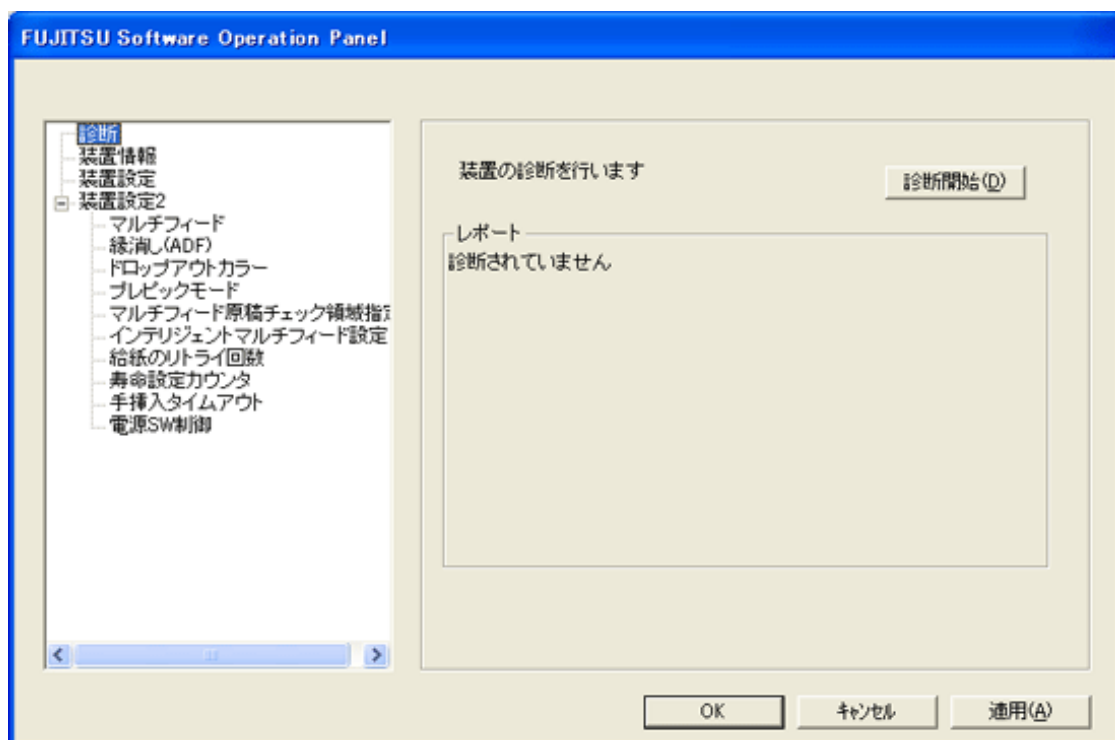 FUJITSU Software Operation Panel
診断
装置情報
装置設定
装置設定2
マルチフィード
縁消し(ADF)
ドロップアウトカラー
プレピックモード
マルチフィード原稿チェック領域指定
インテリジェントマルチフィード設定
給紙のリトライ回数
寿命設定カウンタ
手挿入タイムアウト
電源SW制御
装置の診断を行います
診断開始(D)
レポート
診断されていません
OK
キャンセル
適用(A)